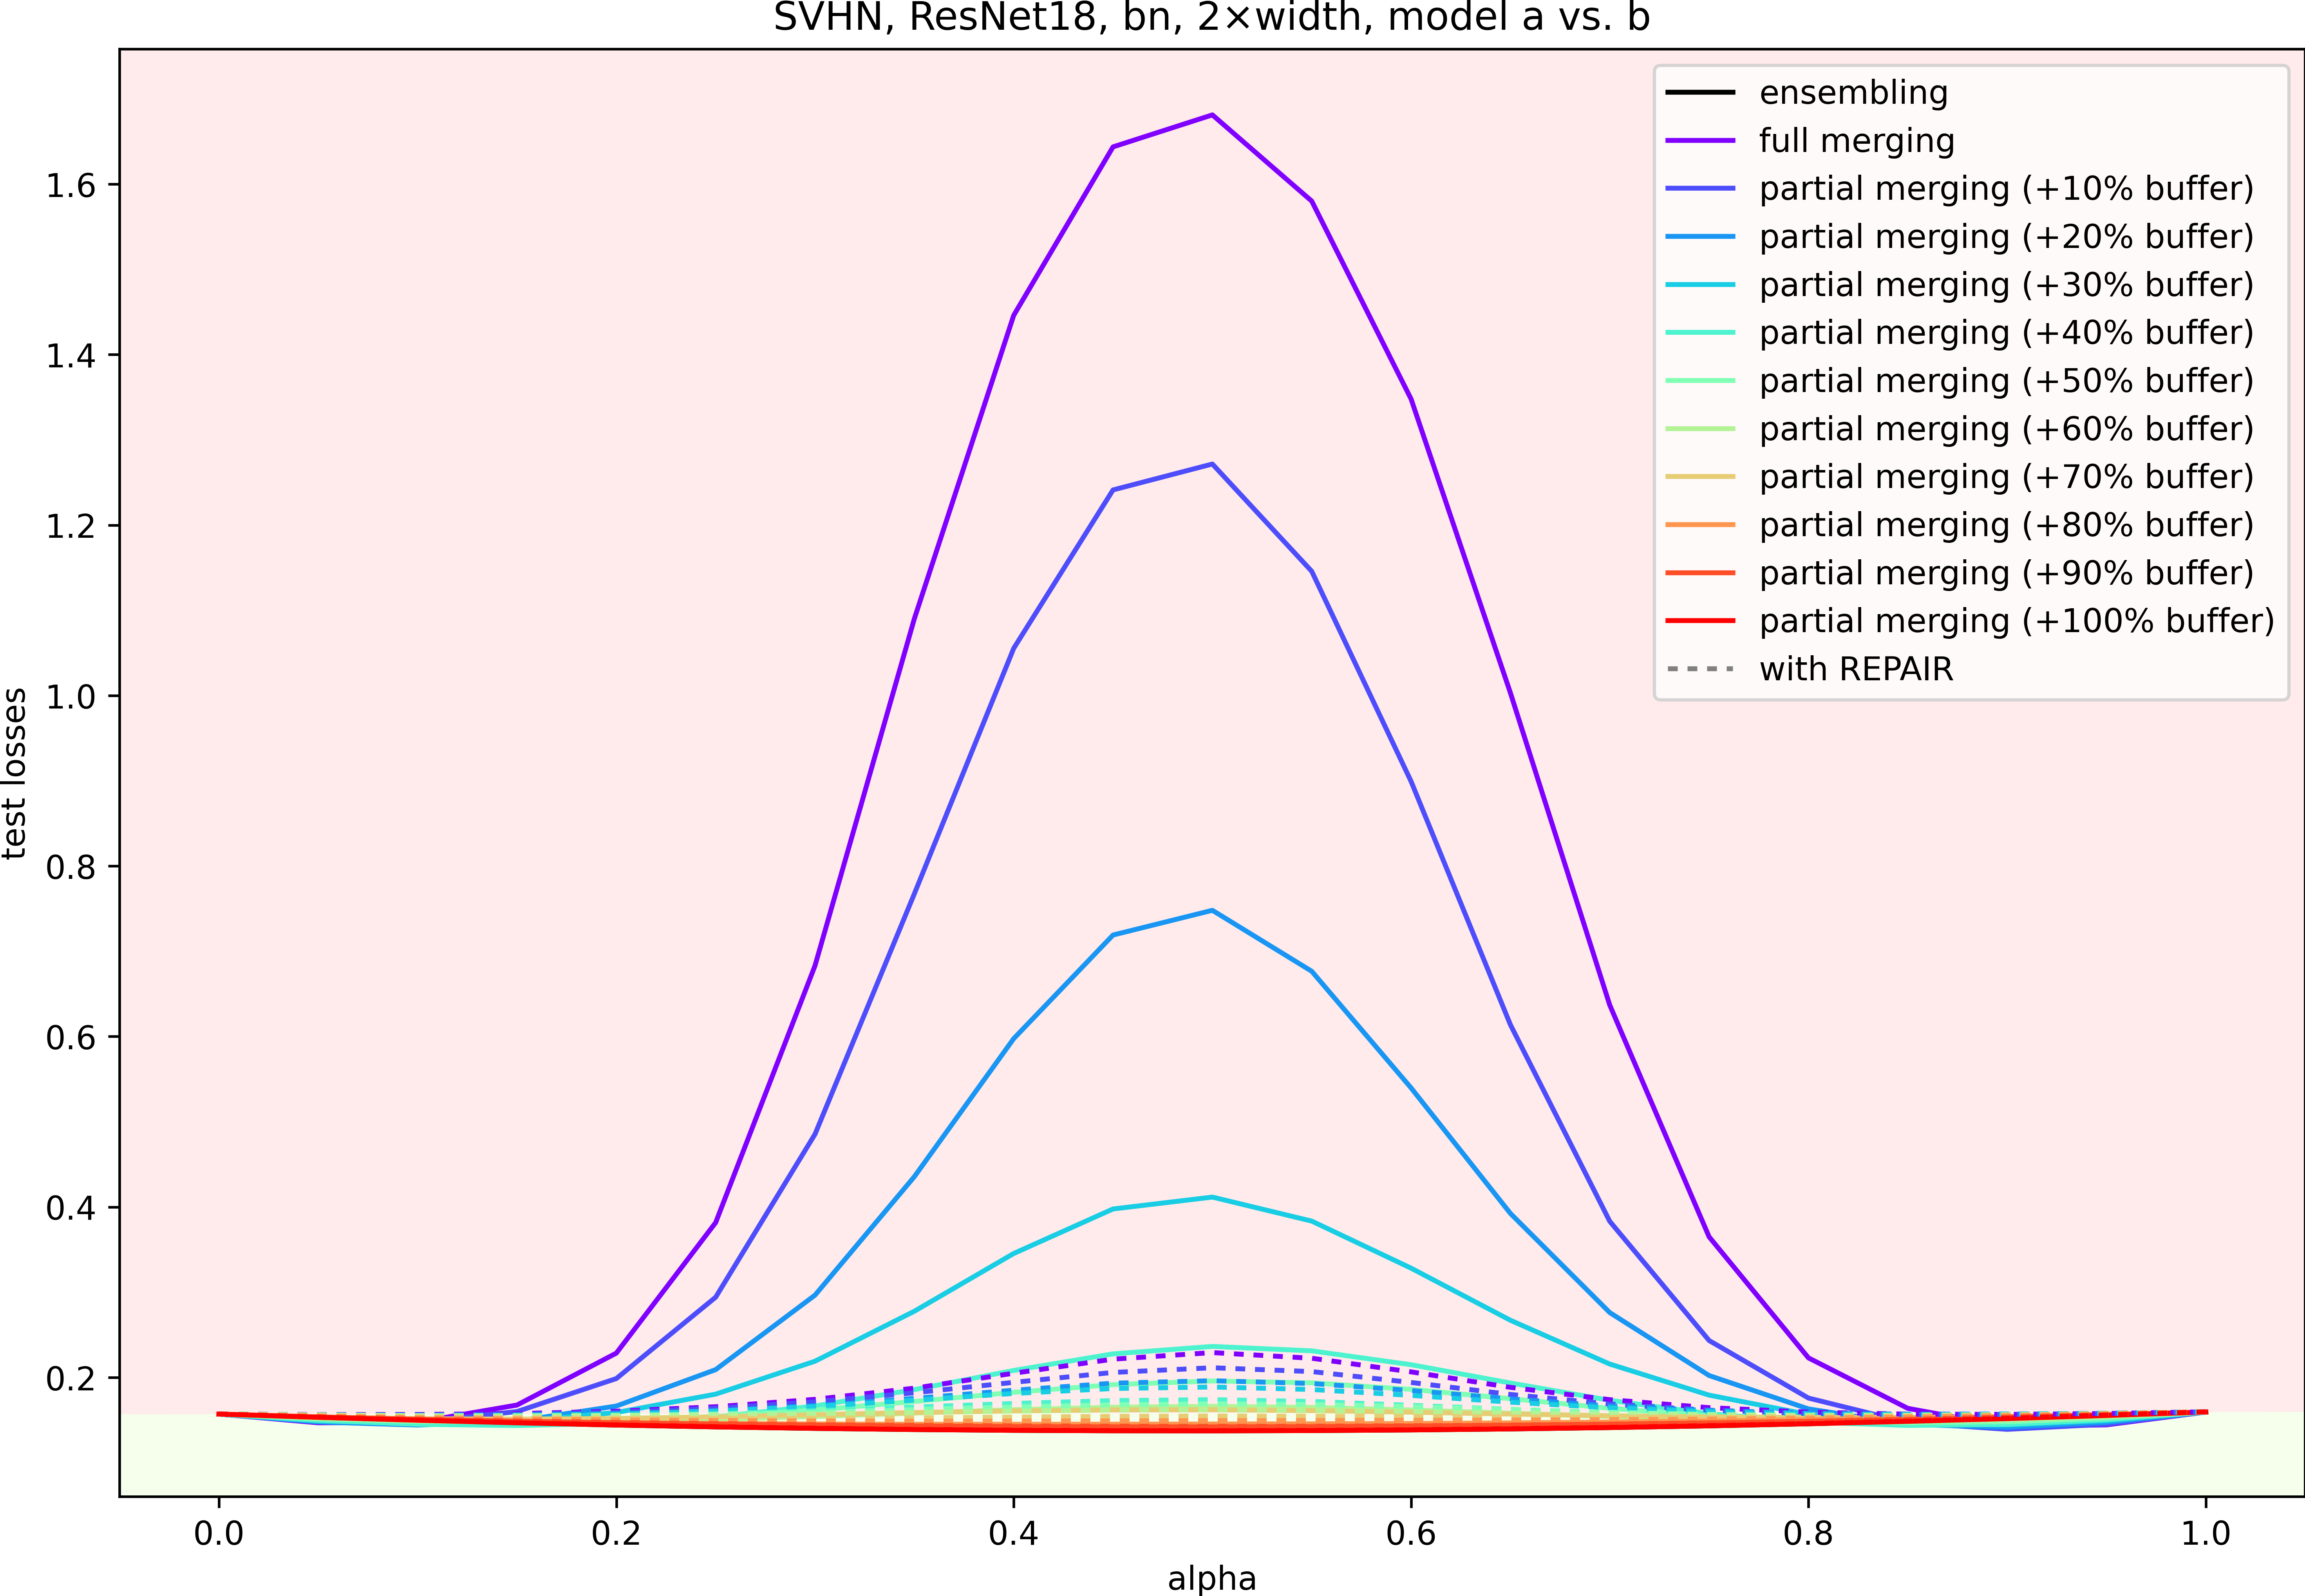 SVHN, ResNet18, bn, 2×width, model a vs. b
ensembling
full merging
partial merging (+10% buffer)
partial merging (+20% buffer)
partial merging (+30% buffer)
partial merging (+40% buffer)
partial merging (+50% buffer)
partial merging (+60% buffer)
partial merging (+70% buffer)
partial merging (+80% buffer)
partial merging (+90% buffer)
partial merging (+100% buffer)
with REPAIR
test losses
1.6
1.4
1.2
1.0
0.8
0.6
0.4
0.2
0.0 0.2 0.4 0.6 0.8 1.0
alpha